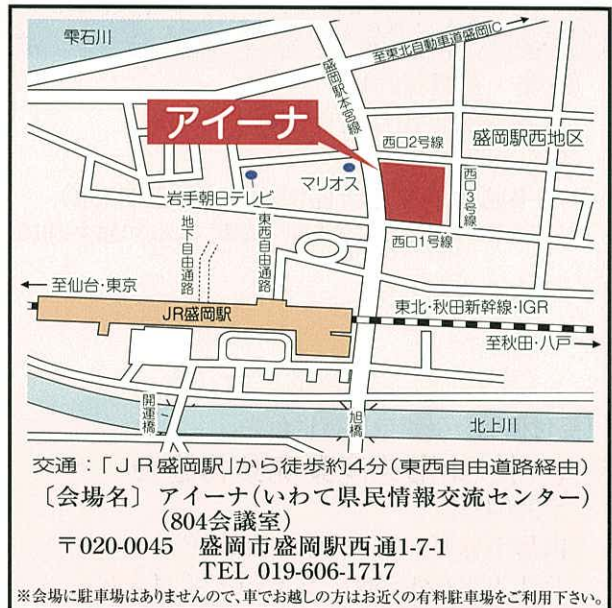 雫石川
至東北自動車道盛岡IC
盛岡駅本宮線
アイーナ
西口2号線
盛岡駅西地区
マリオス
岩手朝日テレビ
西口3号線
地下自由通路
東西自由通路
西口1号線
至仙台・東京
JR盛岡駅
東北・秋田新幹線・IGR
至秋田・八戸
開運橋
旭橋
北上川
交通:「JR盛岡駅」から徒歩約4分(東西自由道路経由)
〔会場名〕 アイーナ(いわて県民情報交流センター)
(804会議室)
〒020-0045 盛岡市盛岡駅西通1-7-1
TEL 019-606-1717
※会場に駐車場はありませんので、車でお越しの方はお近くの有料駐車場をご利用下さい。